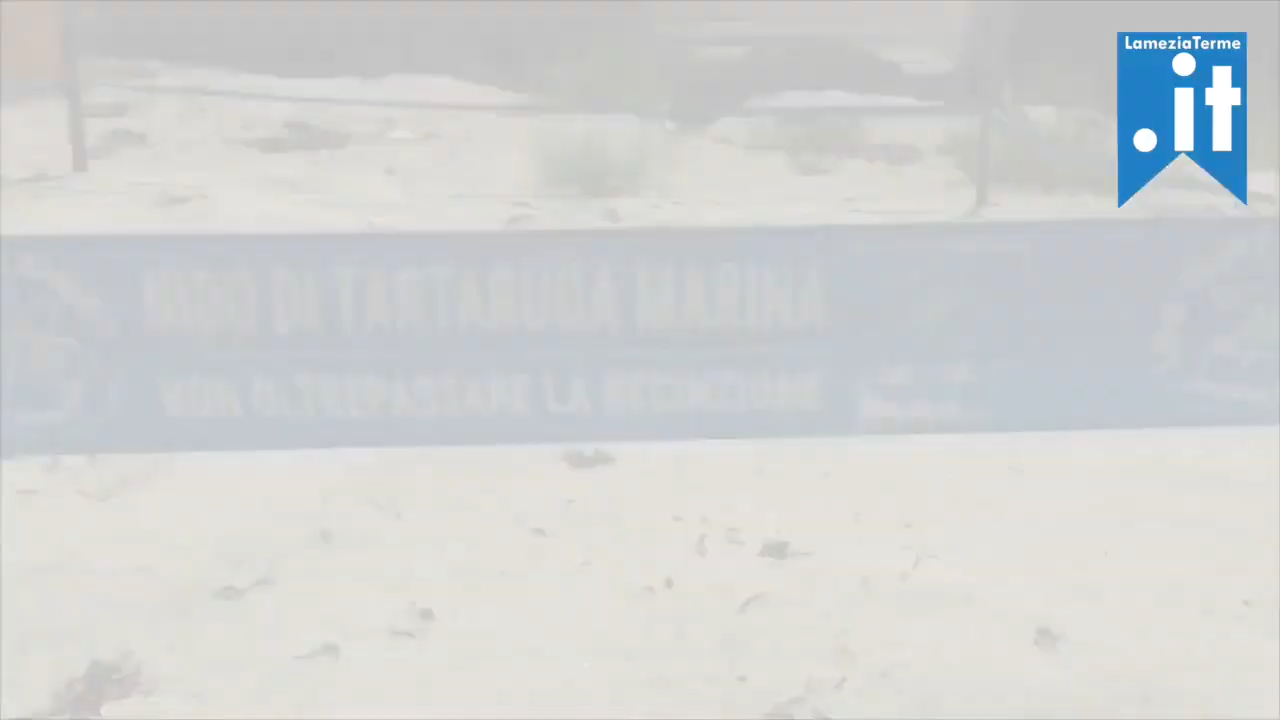 LameziaTerme
.it
NIDO DI TARTARUGA MARINA
NON OLTREPASSARE LA RECINZIONE